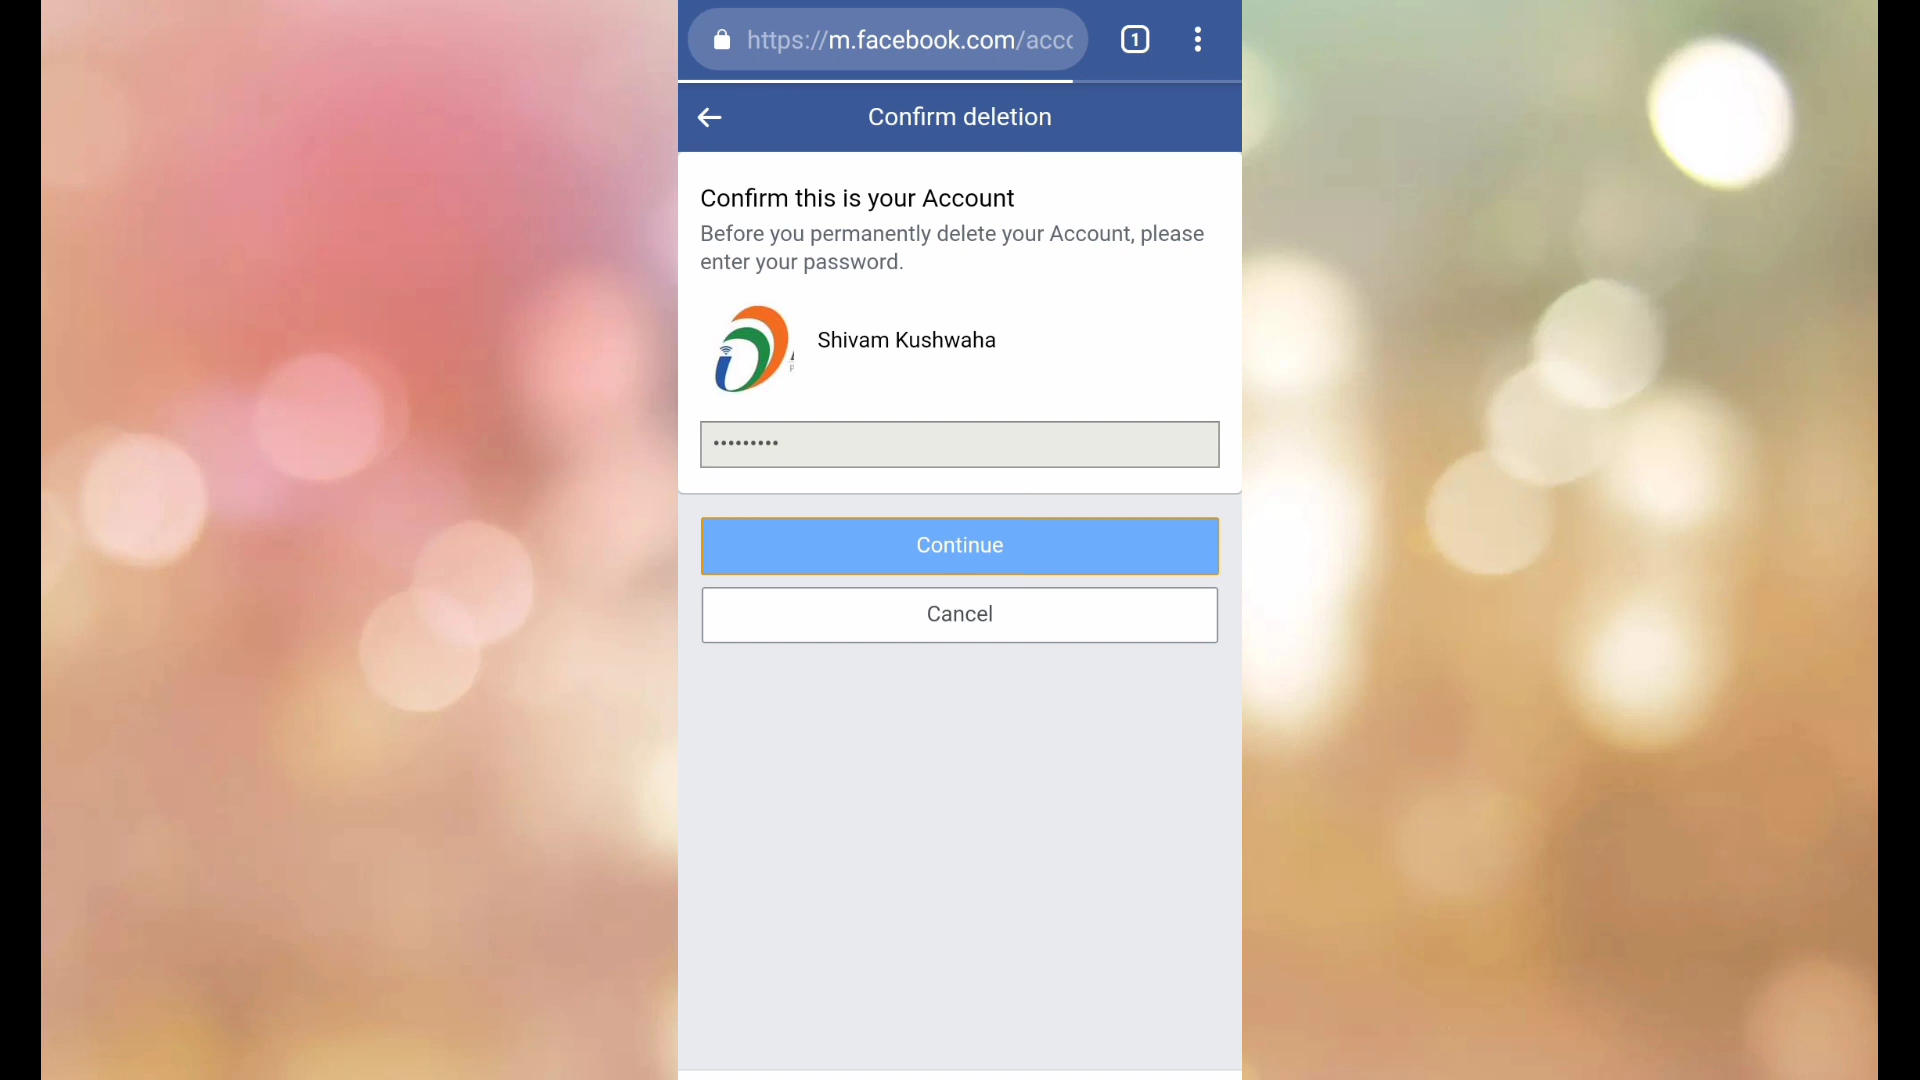 https://m.facebook.com/acco
1
Confirm deletion
Confirm this is your Account
Before you permanently delete your Account, please
enter your password.
Shivam Kushwaha
•••••••••
Continue
Cancel